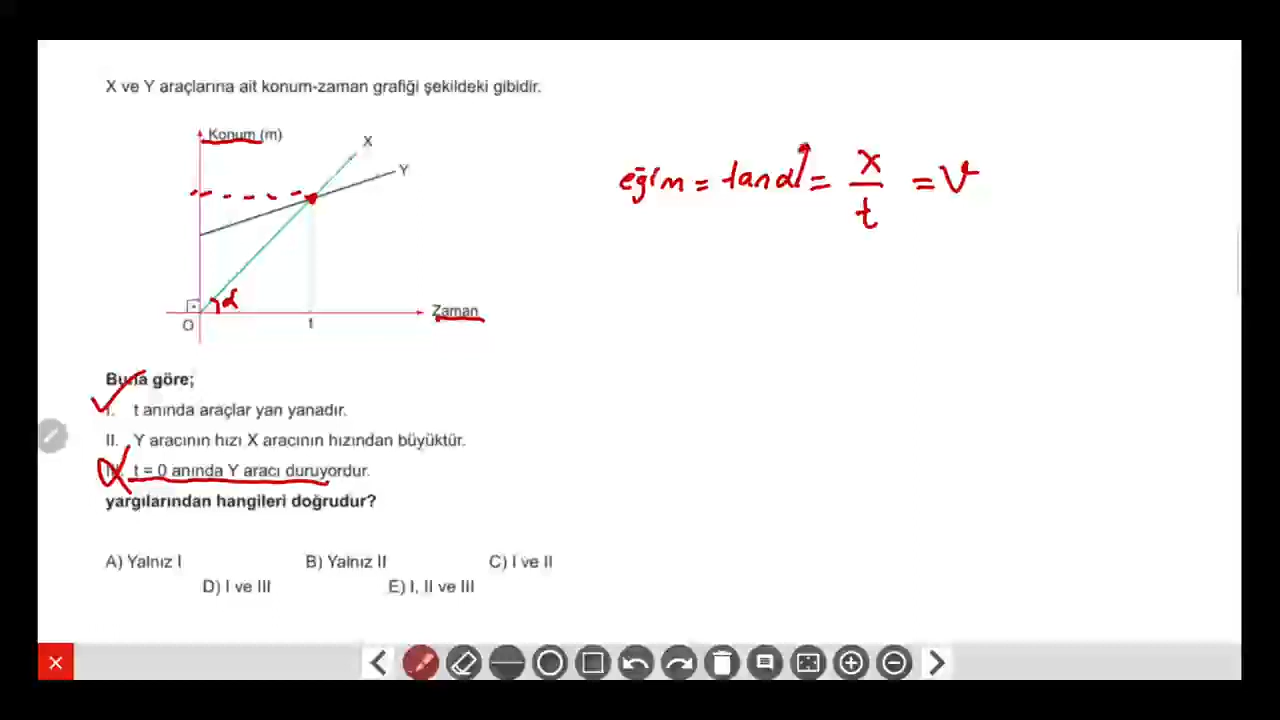 X ve Y araçlarına ait konum-zaman grafiği şekildeki gibidir.
Konum (m)
X
Y
α
O
t
Zaman
eğim = tanα = x/t = V
Buna göre;
I. t anında araçlar yan yanadır.
II. Y aracının hızı X aracının hızından büyüktür.
III. t = 0 anında Y aracı duruyordur.
yargılarından hangileri doğrudur?
A) Yalnız I B) Yalnız II C) I ve II
D) I ve III E) I, II ve III